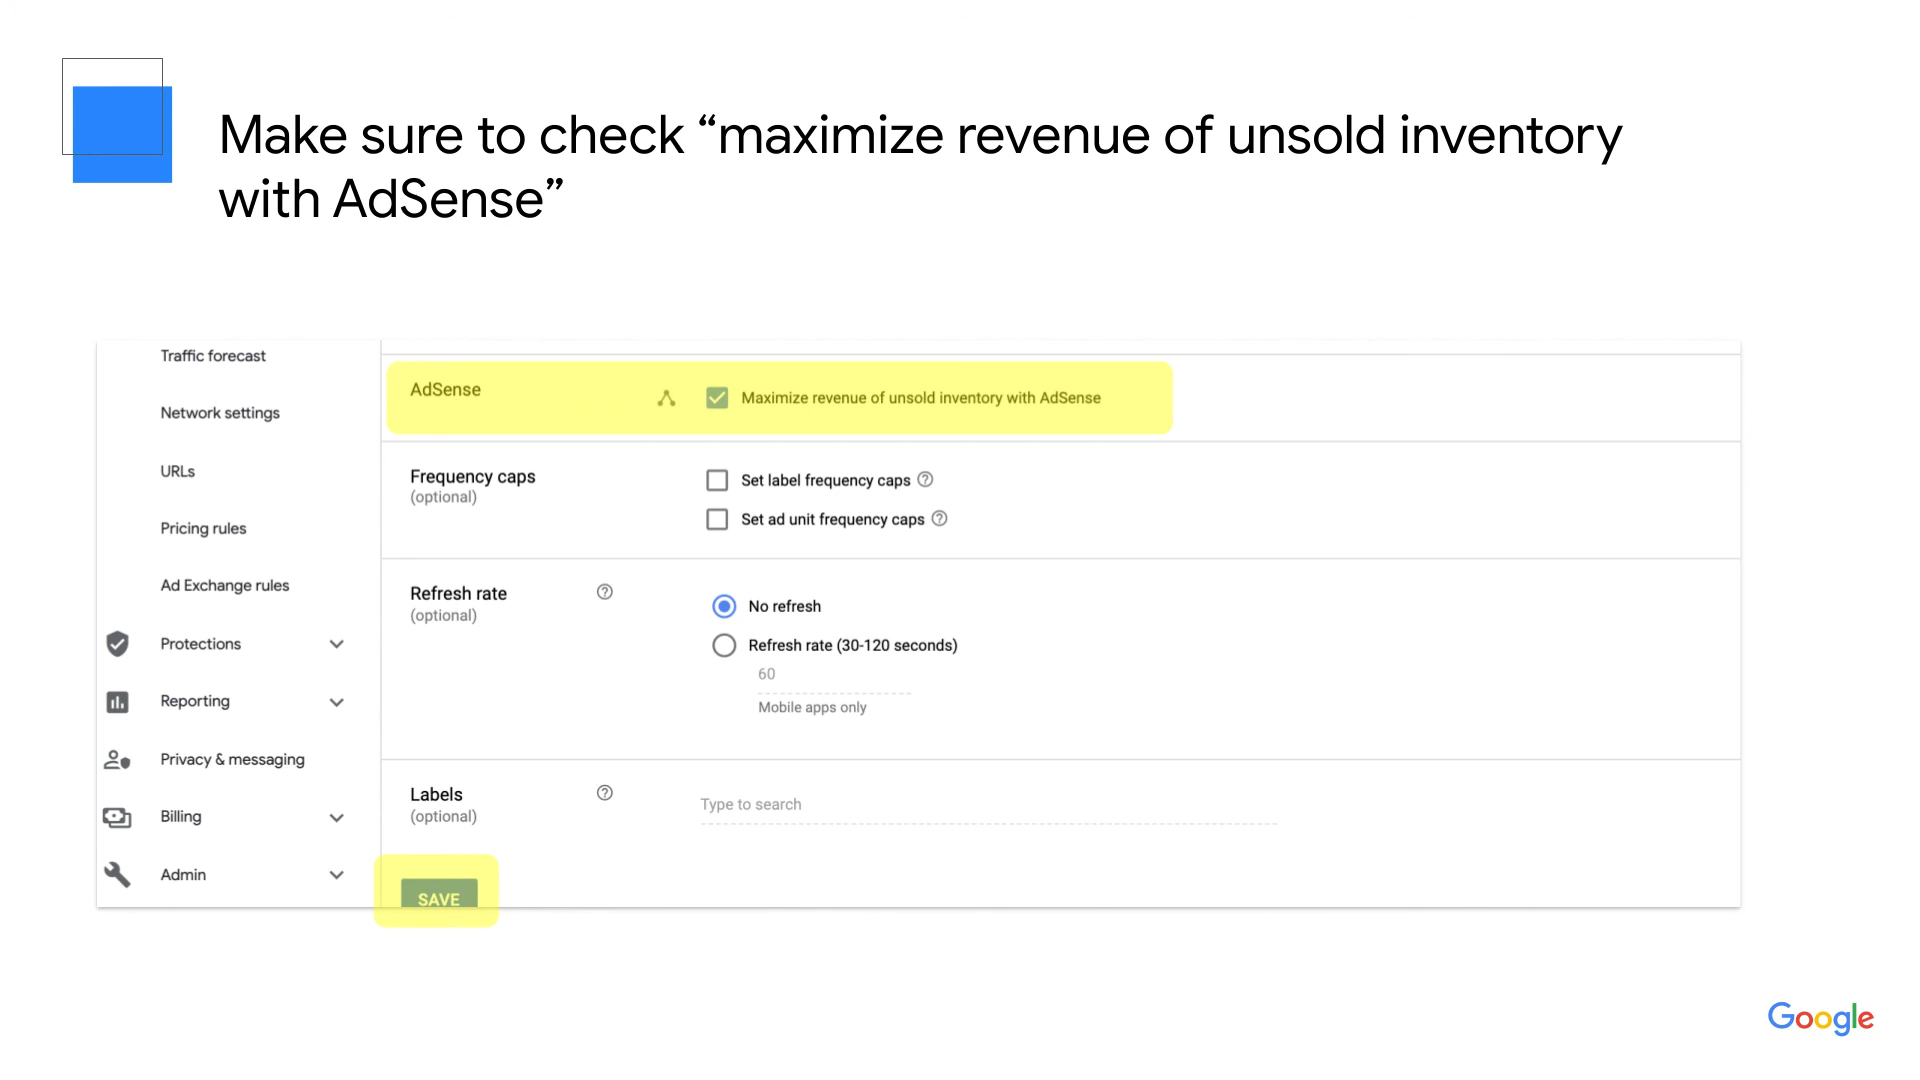 Make sure to check “maximize revenue of unsold inventory
with AdSense”
Traffic forecast
Network settings
URLs
Pricing rules
Ad Exchange rules
Protections
Reporting
Privacy & messaging
Billing
Admin
AdSense
Maximize revenue of unsold inventory with AdSense
Frequency caps
(optional)
Set label frequency caps
Set ad unit frequency caps
Refresh rate
(optional)
No refresh
Refresh rate (30-120 seconds)
60
Mobile apps only
Labels
(optional)
Type to search
SAVE
Google